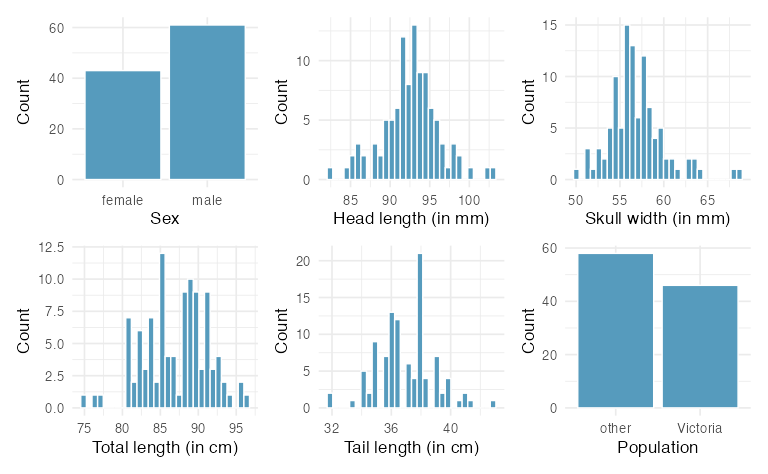 Count
60
40
20
0
female male
Sex
Count
10
5
0
85 90 95 100
Head length (in mm)
Count
15
10
5
0
50 55 60 65
Skull width (in mm)
Count
12.5
10.0
7.5
5.0
2.5
0.0
75 80 85 90 95
Total length (in cm)
Count
20
15
10
5
0
32 36 40
Tail length (in cm)
Count
60
40
20
0
other Victoria
Population